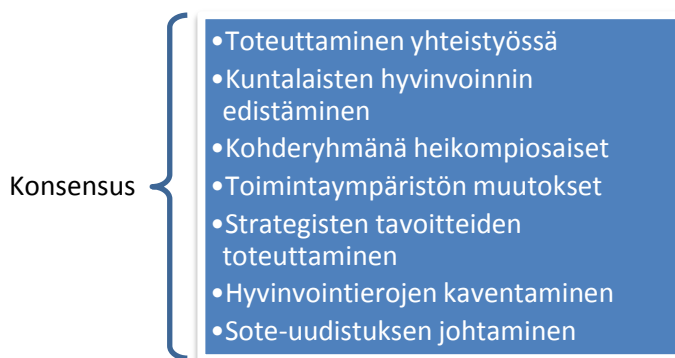 Konsensus
•Toteuttaminen yhteistyössä
•Kuntalaisten hyvinvoinnin
edistäminen
•Kohderyhmänä heikompiosaiset
•Toimintaympäristön muutokset
•Strategisten tavoitteiden
toteuttaminen
•Hyvinvointierojen kaventaminen
•Sote-uudistuksen johtaminen